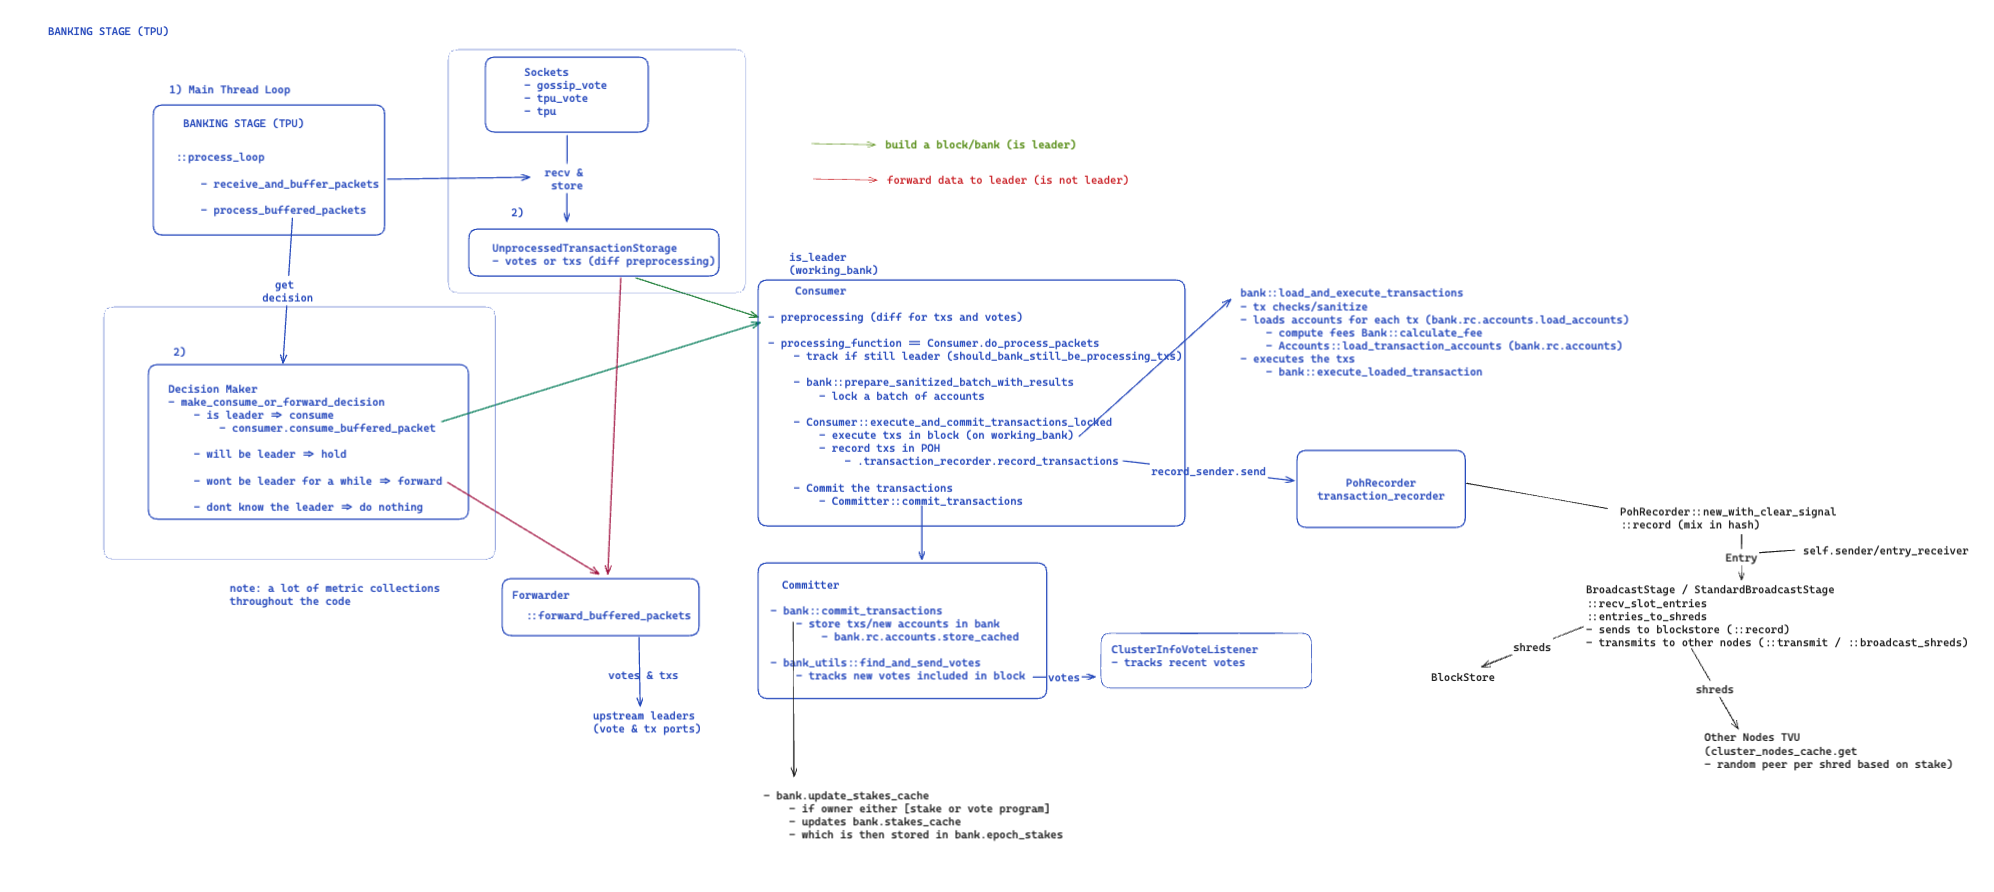 BANKING STAGE (TPU)
1) Main Thread Loop
BANKING STAGE (TPU)
::process_loop
- receive_and_buffer_packets
- process_buffered_packets
get
decision
2)
Decision Maker
- make_consume_or_forward_decision
- is leader ⇒ consume
- consumer.consume_buffered_packet
- will be leader ⇒ hold
- wont be leader for a while ⇒ forward
- dont know the leader ⇒ do nothing
note: a lot of metric collections
throughout the code
Sockets
- gossip_vote
- tpu_vote
- tpu
recv &
store
2)
UnprocessedTransactionStorage
- votes or txs (diff preprocessing)
Forwarder
::forward_buffered_packets
votes & txs
upstream leaders
(vote & tx ports)
build a block/bank (is leader)
forward data to leader (is not leader)
is_leader
(working_bank)
Consumer
- preprocessing (diff for txs and votes)
- processing_function == Consumer.do_process_packets
- track if still leader (should_bank_still_be_processing_txs)
- bank::prepare_sanitized_batch_with_results
- lock a batch of accounts
- Consumer::execute_and_commit_transactions_locked
- execute txs in block (on working_bank)
- record txs in POH
- .transaction_recorder.record_transactions
- Commit the transactions
- Committer::commit_transactions
Committer
- bank::commit_transactions
- store txs/new accounts in bank
- bank.rc.accounts.store_cached
- bank_utils::find_and_send_votes
- tracks new votes included in block
votes
ClusterInfoVoteListener
- tracks recent votes
- bank.update_stakes_cache
- if owner either [stake or vote program]
- updates bank.stakes_cache
- which is then stored in bank.epoch_stakes
bank::load_and_execute_transactions
- tx checks/sanitize
- loads accounts for each tx (bank.rc.accounts.load_accounts)
- compute fees Bank::calculate_fee
- Accounts::load_transaction_accounts (bank.rc.accounts)
- executes the txs
- bank::execute_loaded_transaction
record_sender.send
PohRecorder
transaction_recorder
PohRecorder::new_with_clear_signal
::record (mix in hash)
Entry
self.sender/entry_receiver
BroadcastStage / StandardBroadcastStage
::recv_slot_entries
::entries_to_shreds
- sends to blockstore (::record)
- transmits to other nodes (::transmit / ::broadcast_shreds)
shreds
BlockStore
shreds
Other Nodes TVU
(cluster_nodes_cache.get
- random peer per shred based on stake)